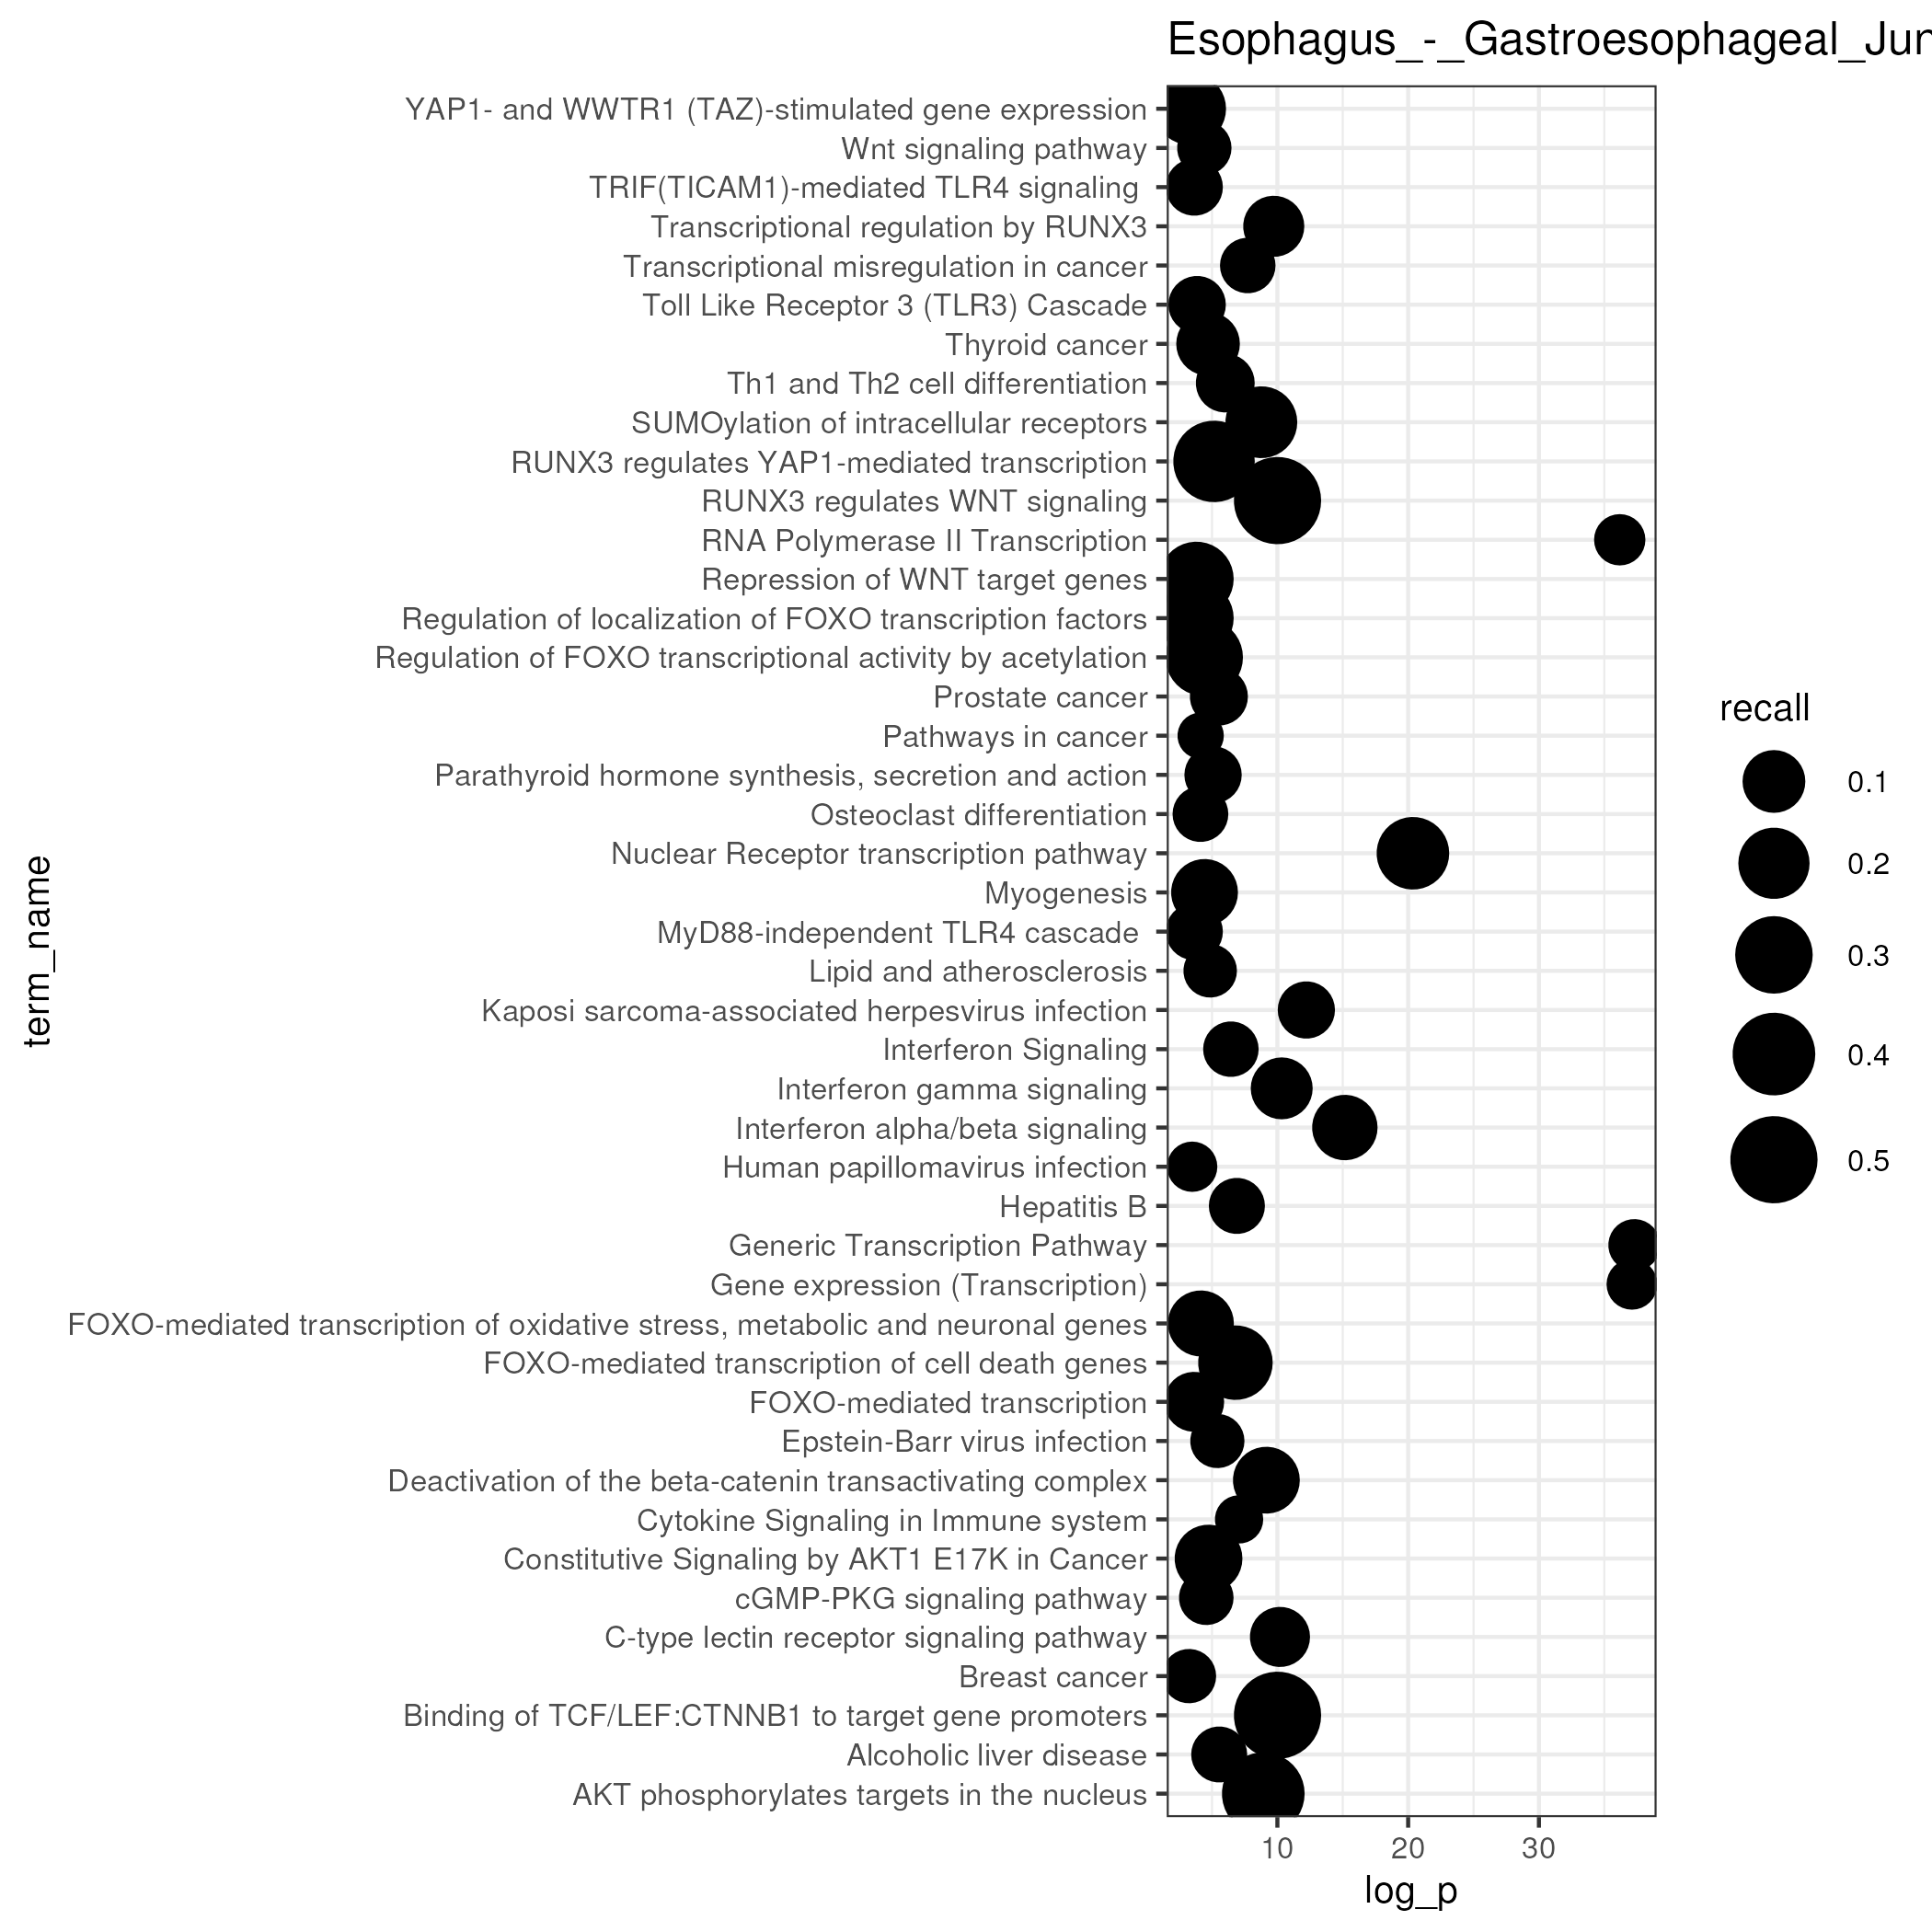 Esophagus_-_Gastroesophageal_Jun
YAP1- and WWTR1 (TAZ)-stimulated gene expression
Wnt signaling pathway
TRIF(TICAM1)-mediated TLR4 signaling
Transcriptional regulation by RUNX3
Transcriptional misregulation in cancer
Toll Like Receptor 3 (TLR3) Cascade
Thyroid cancer
Th1 and Th2 cell differentiation
SUMOylation of intracellular receptors
RUNX3 regulates YAP1-mediated transcription
RUNX3 regulates WNT signaling
RNA Polymerase II Transcription
Repression of WNT target genes
Regulation of localization of FOXO transcription factors
Regulation of FOXO transcriptional activity by acetylation
Prostate cancer
Pathways in cancer
Parathyroid hormone synthesis, secretion and action
Osteoclast differentiation
Nuclear Receptor transcription pathway
Myogenesis
MyD88-independent TLR4 cascade
Lipid and atherosclerosis
Kaposi sarcoma-associated herpesvirus infection
Interferon Signaling
Interferon gamma signaling
Interferon alpha/beta signaling
Human papillomavirus infection
Hepatitis B
Generic Transcription Pathway
Gene expression (Transcription)
FOXO-mediated transcription of oxidative stress, metabolic and neuronal genes
FOXO-mediated transcription of cell death genes
FOXO-mediated transcription
Epstein-Barr virus infection
Deactivation of the beta-catenin transactivating complex
Cytokine Signaling in Immune system
Constitutive Signaling by AKT1 E17K in Cancer
cGMP-PKG signaling pathway
C-type lectin receptor signaling pathway
Breast cancer
Binding of TCF/LEF:CTNNB1 to target gene promoters
Alcoholic liver disease
AKT phosphorylates targets in the nucleus
term_name
10 20 30
log_p
recall
0.1
0.2
0.3
0.4
0.5